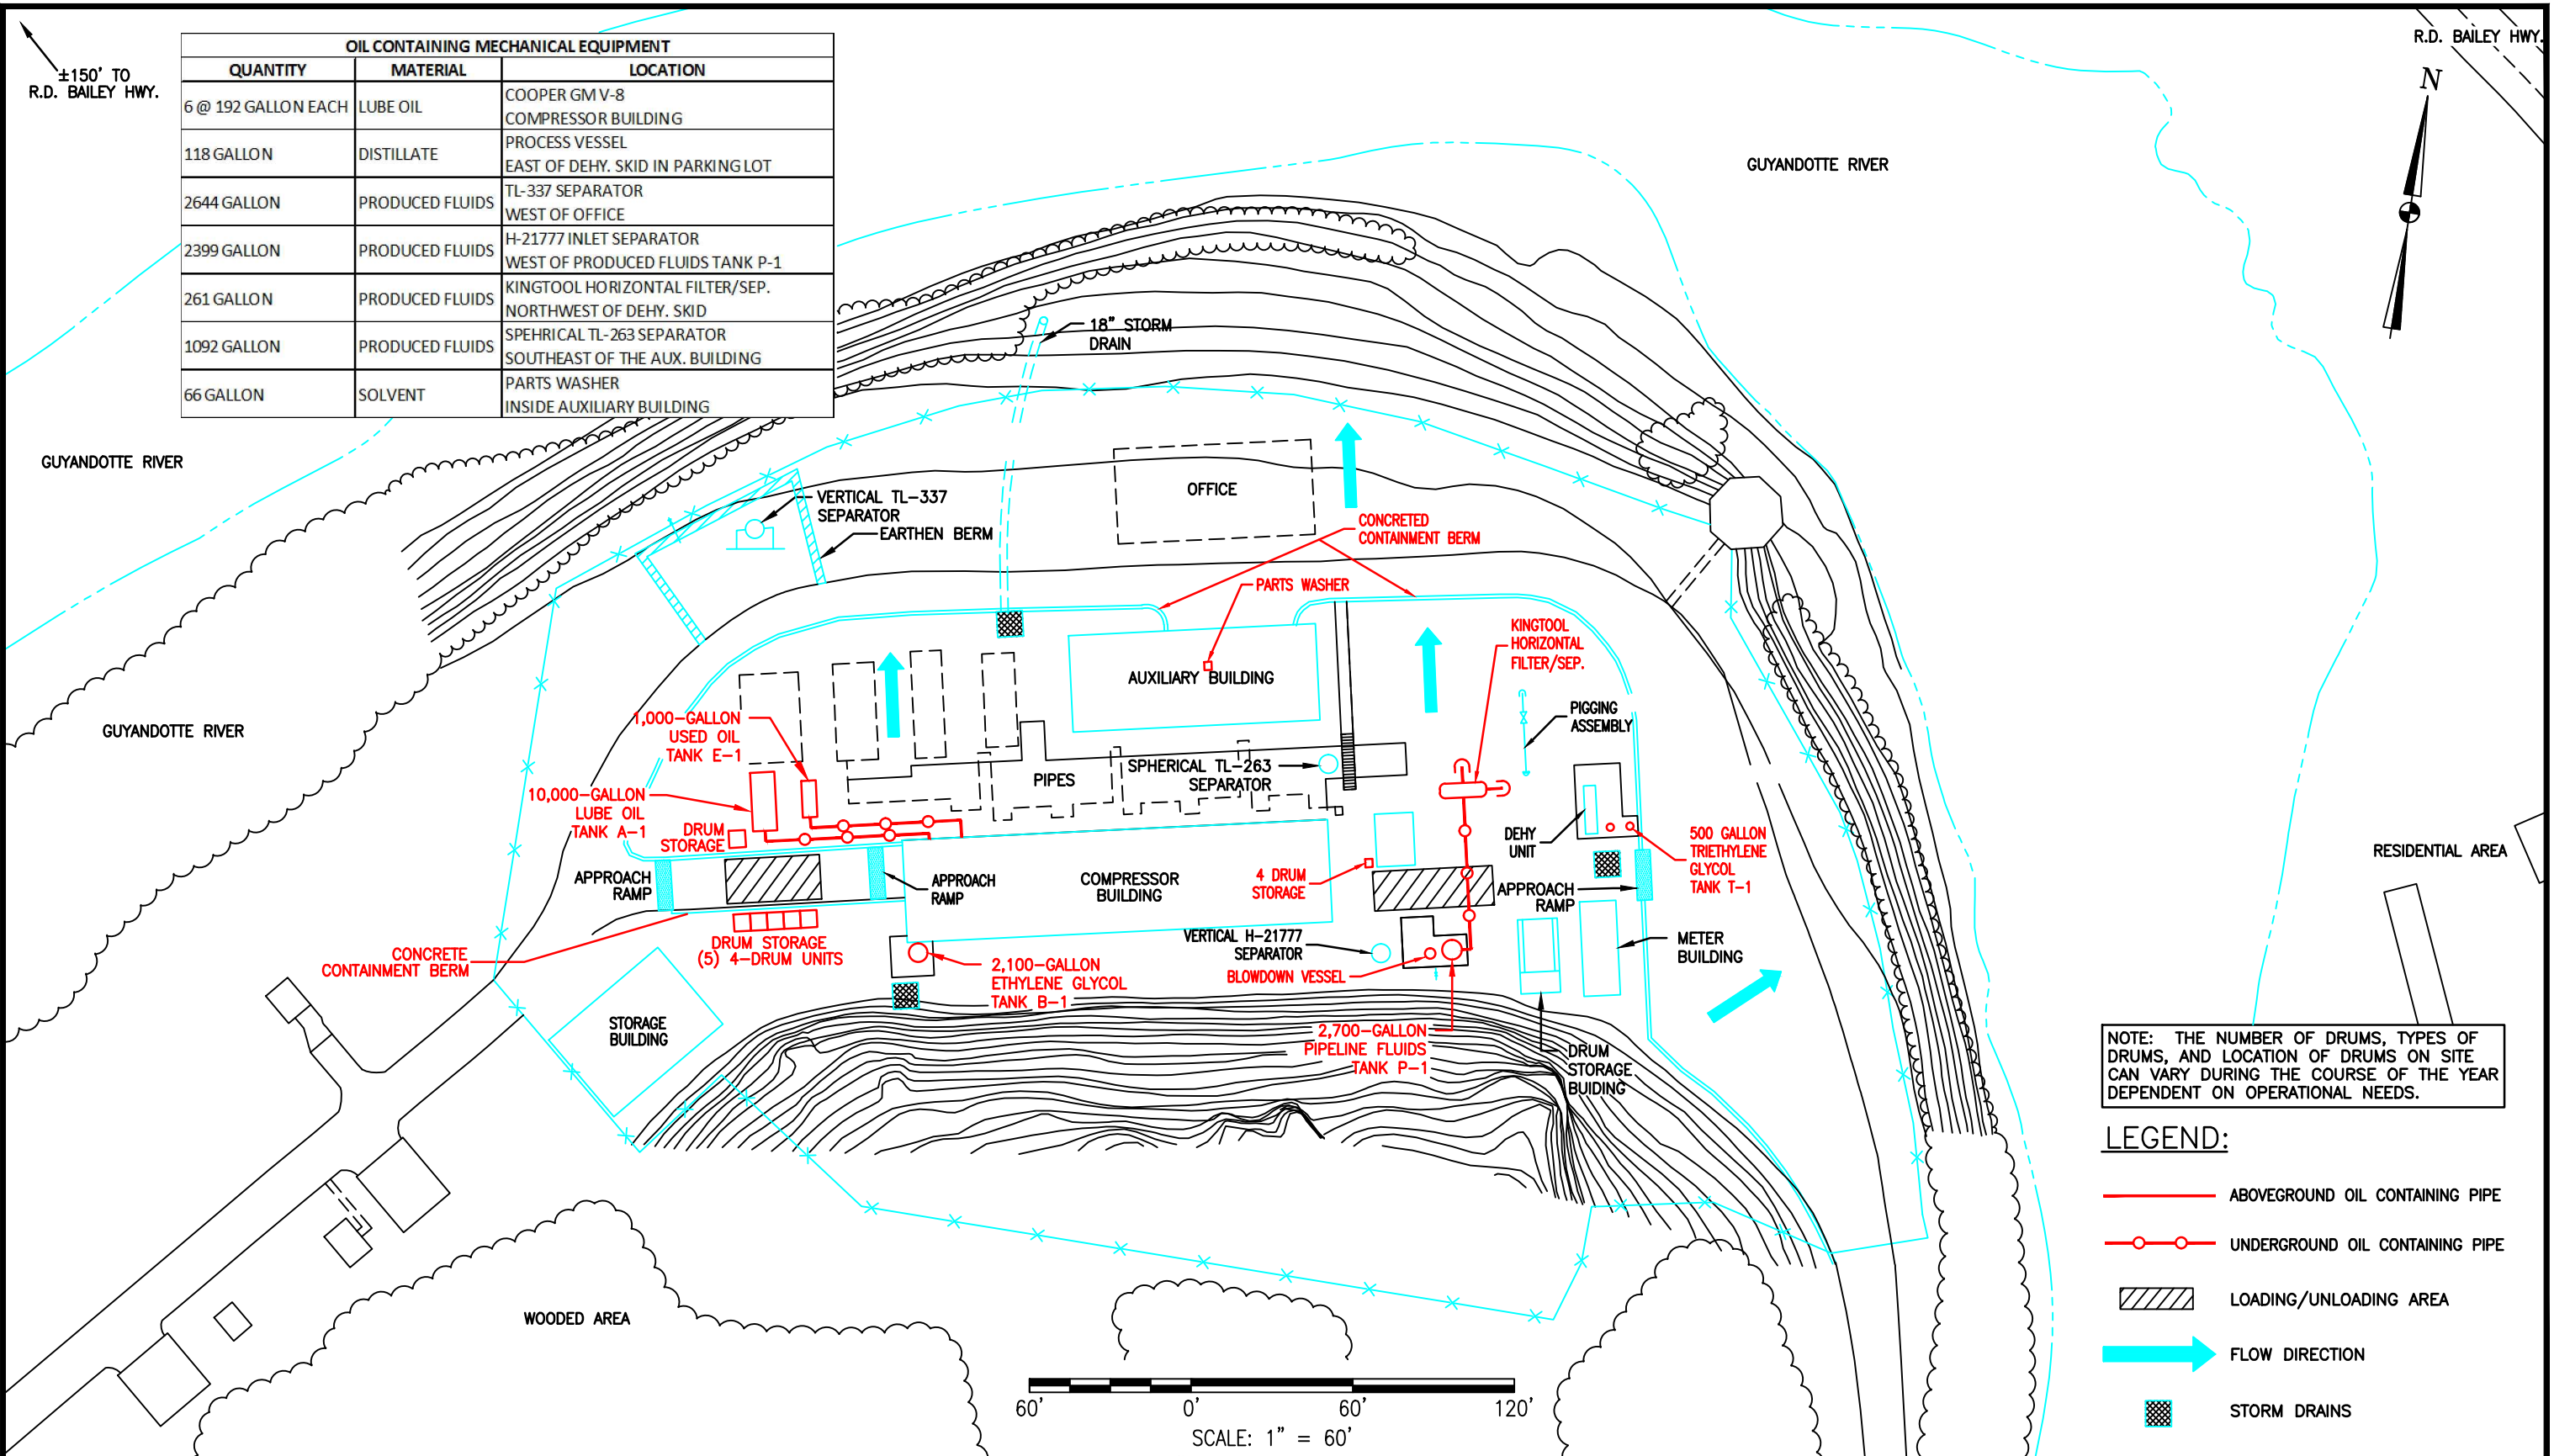 ±150' TO
R.D. BAILEY HWY.
OIL CONTAINING MECHANICAL EQUIPMENT
QUANTITY MATERIAL LOCATION
6 @ 192 GALLON EACH LUBE OIL COOPER GM V-8
COMPRESSOR BUILDING
118 GALLON DISTILLATE PROCESS VESSEL
EAST OF DEHY. SKID IN PARKING LOT
2644 GALLON PRODUCED FLUIDS TL-337 SEPARATOR
WEST OF OFFICE
2399 GALLON PRODUCED FLUIDS H-21777 INLET SEPARATOR
WEST OF PRODUCED FLUIDS TANK P-1
261 GALLON PRODUCED FLUIDS KINGTOOL HORIZONTAL FILTER/SEP.
NORTHWEST OF DEHY. SKID
1092 GALLON PRODUCED FLUIDS SPEHRICAL TL-263 SEPARATOR
SOUTHEAST OF THE AUX. BUILDING
66 GALLON SOLVENT PARTS WASHER
INSIDE AUXILIARY BUILDING
R.D. BAILEY HWY.
N
GUYANDOTTE RIVER
18" STORM
DRAIN
GUYANDOTTE RIVER
VERTICAL TL-337
SEPARATOR
EARTHEN BERM
OFFICE
CONCRETED
CONTAINMENT BERM
PARTS WASHER
KINGTOOL
HORIZONTAL
FILTER/SEP.
AUXILIARY BUILDING
GUYANDOTTE RIVER
1,000-GALLON
USED OIL
TANK E-1
PIGGING
ASSEMBLY
PIPES
SPHERICAL TL-263
SEPARATOR
10,000-GALLON
LUBE OIL
TANK A-1
DRUM
STORAGE
DEHY
UNIT
500 GALLON
TRIETHYLENE
GLYCOL
TANK T-1
RESIDENTIAL AREA
APPROACH
RAMP
APPROACH
RAMP
COMPRESSOR
BUILDING
4 DRUM
STORAGE
APPROACH
RAMP
CONCRETE
CONTAINMENT BERM
DRUM STORAGE
(5) 4-DRUM UNITS
2,100-GALLON
ETHYLENE GLYCOL
TANK B-1
VERTICAL H-21777
SEPARATOR
BLOWDOWN VESSEL
METER
BUILDING
STORAGE
BUILDING
2,700-GALLON
PIPELINE FLUIDS
TANK P-1
DRUM
STORAGE
BUIDING
NOTE: THE NUMBER OF DRUMS, TYPES OF
DRUMS, AND LOCATION OF DRUMS ON SITE
CAN VARY DURING THE COURSE OF THE YEAR
DEPENDENT ON OPERATIONAL NEEDS.
LEGEND:
ABOVEGROUND OIL CONTAINING PIPE
UNDERGROUND OIL CONTAINING PIPE
LOADING/UNLOADING AREA
FLOW DIRECTION
STORM DRAINS
WOODED AREA
60' 0' 60' 120'
SCALE: 1" = 60'